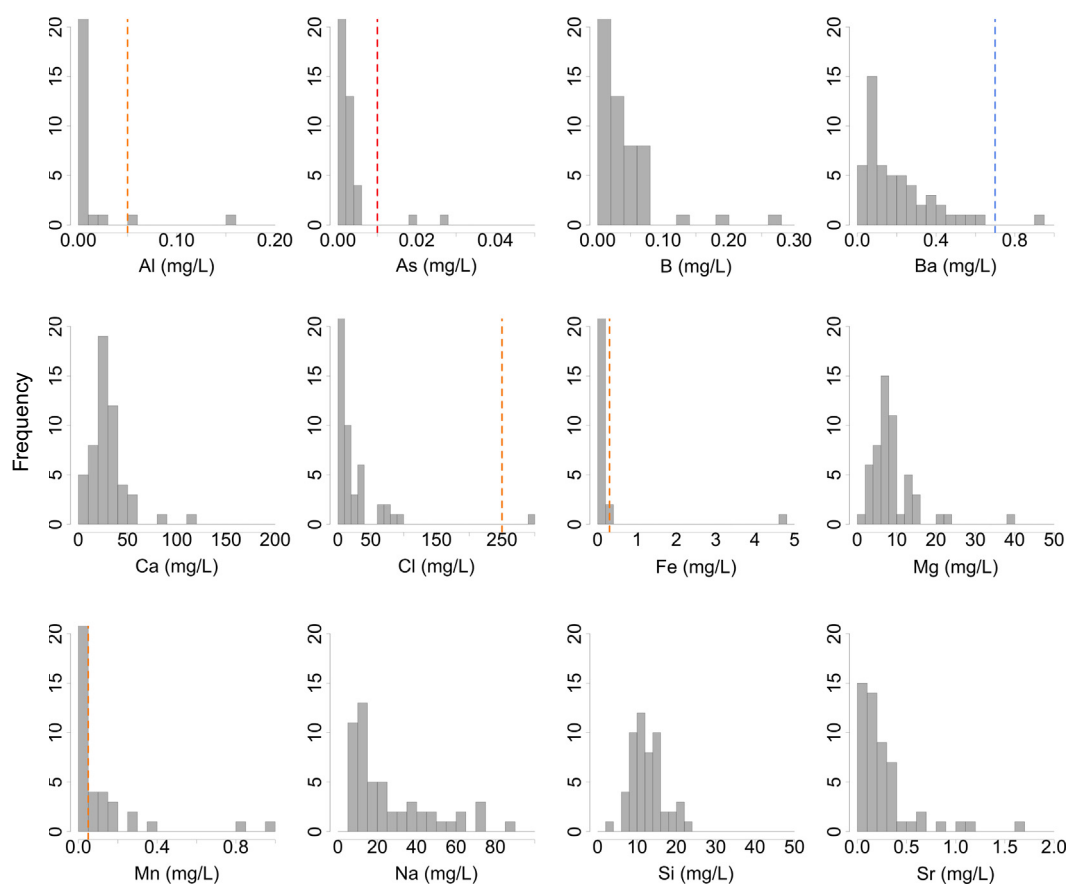 0 5 10 15 20
0.00 0.10 0.20
Al (mg/L)
0 5 10 15 20
0.00 0.02 0.04
As (mg/L)
0 5 10 15 20
0.00 0.10 0.20 0.30
B (mg/L)
0 5 10 15 20
0.0 0.4 0.8
Ba (mg/L)
Frequency
0 5 10 15 20
0 50 100 150 200
Ca (mg/L)
0 5 10 15 20
0 50 150 250
Cl (mg/L)
0 5 10 15 20
0 1 2 3 4 5
Fe (mg/L)
0 5 10 15 20
0 10 20 30 40 50
Mg (mg/L)
0 5 10 15 20
0.0 0.4 0.8
Mn (mg/L)
0 5 10 15 20
20 40 60 80
Na (mg/L)
0 5 10 15 20
0 10 20 30 50
Si (mg/L)
0 5 10 15 20
0.0 0.5 1.0 1.5 2.0
Sr (mg/L)